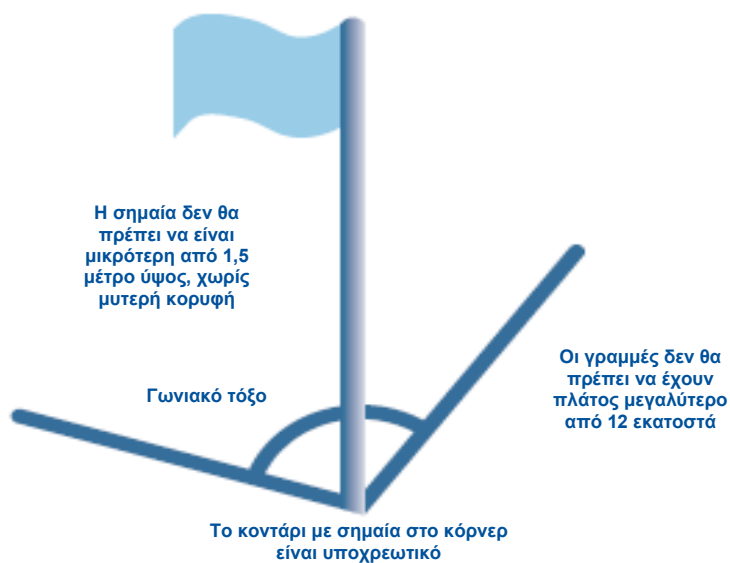 Η σημαία δεν θα
πρέπει να είναι
μικρότερη από 1,5
μέτρο ύψος, χωρίς
μυτερή κορυφή
Οι γραμμές δεν θα
πρέπει να έχουν
πλάτος μεγαλύτερο
από 12 εκατοστά
Γωνιακό τόξο
Το κοντάρι με σημαία στο κόρνερ
είναι υποχρεωτικό